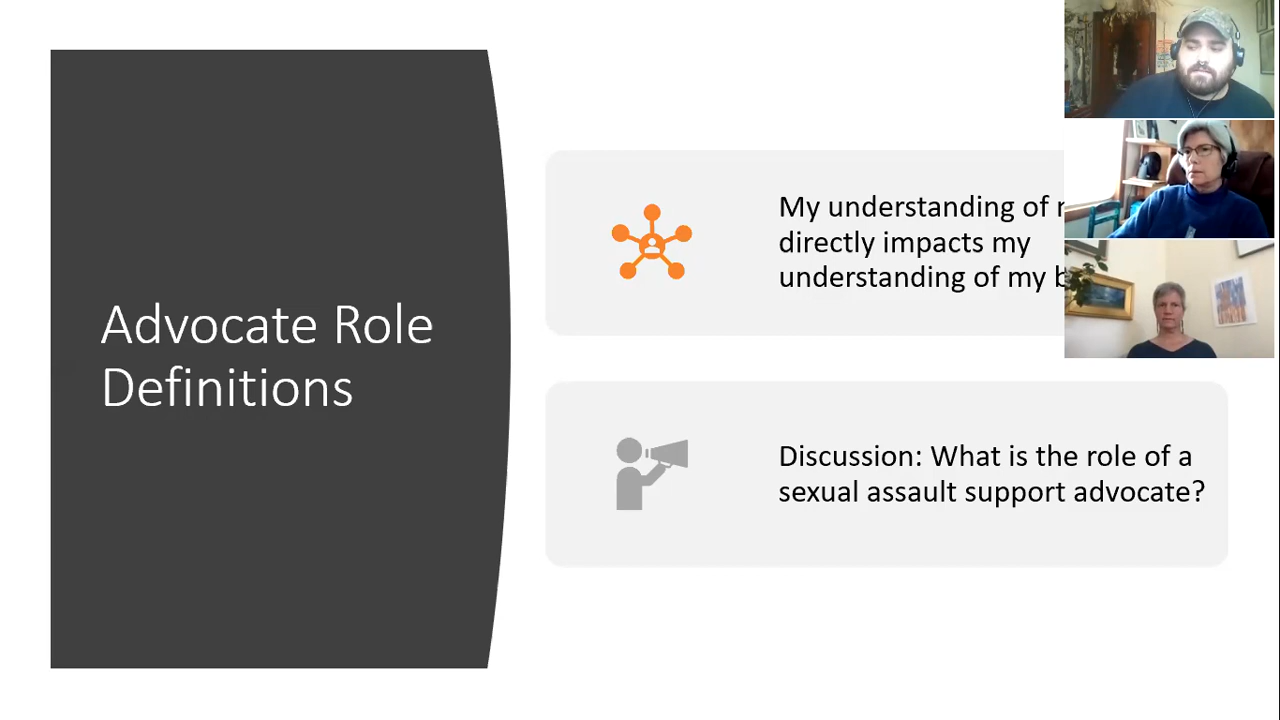 Advocate Role
Definitions
My understanding of
directly impacts my
understanding of my
Discussion: What is the role of a
sexual assault support advocate?